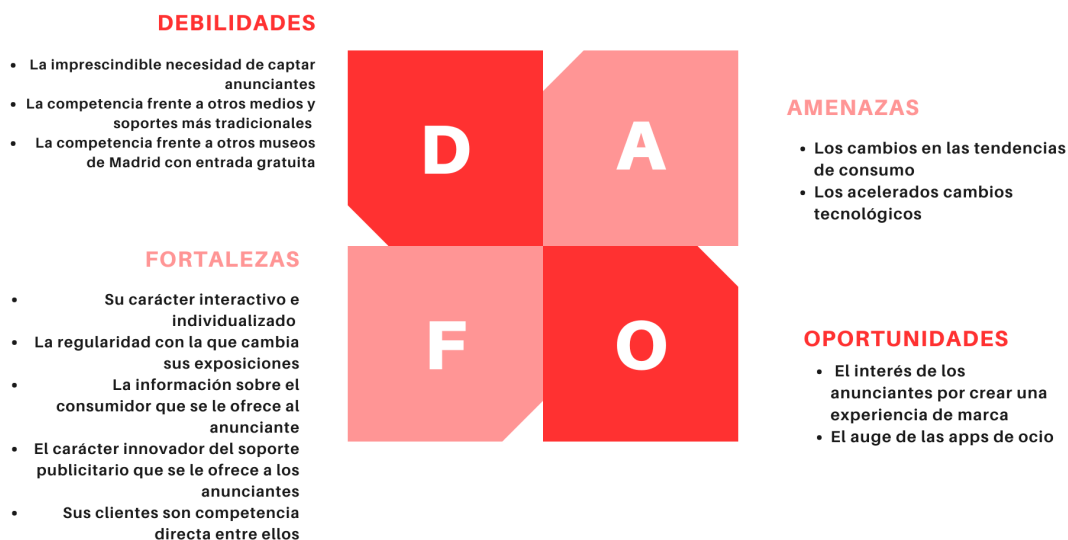 DEBILIDADES
• La imprescindible necesidad de captar
anunciantes
• La competencia frente a otros medios y
soportes más tradicionales
• La competencia frente a otros museos
de Madrid con entrada gratuita
D
A
AMENAZAS
• Los cambios en las tendencias
de consumo
• Los acelerados cambios
tecnológicos
FORTALEZAS
• Su carácter interactivo e
individualizado
• La regularidad con la que cambia
sus exposiciones
• La información sobre el
consumidor que se le ofrece al
anunciante
• El carácter innovador del soporte
publicitario que se le ofrece a los
anunciantes
• Sus clientes son competencia
directa entre ellos
F
O
OPORTUNIDADES
• El interés de los
anunciantes por crear una
experiencia de marca
• El auge de las apps de ocio